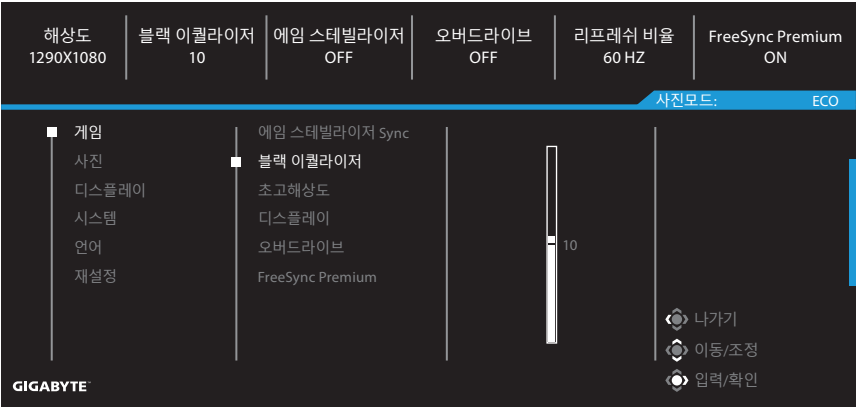 해상도
1290X1080
블랙 이퀄라이저
10
에임 스테빌라이저
OFF
오버드라이브
OFF
리프레쉬 비율
60 HZ
FreeSync Premium
ON
사진모드: ECO
게임
사진
디스플레이
시스템
언어
재설정
에임 스테빌라이저 Sync
블랙 이퀄라이저
초고해상도
디스플레이
오버드라이브
FreeSync Premium
10
나가기
이동/조정
입력/확인
GIGABYTE™